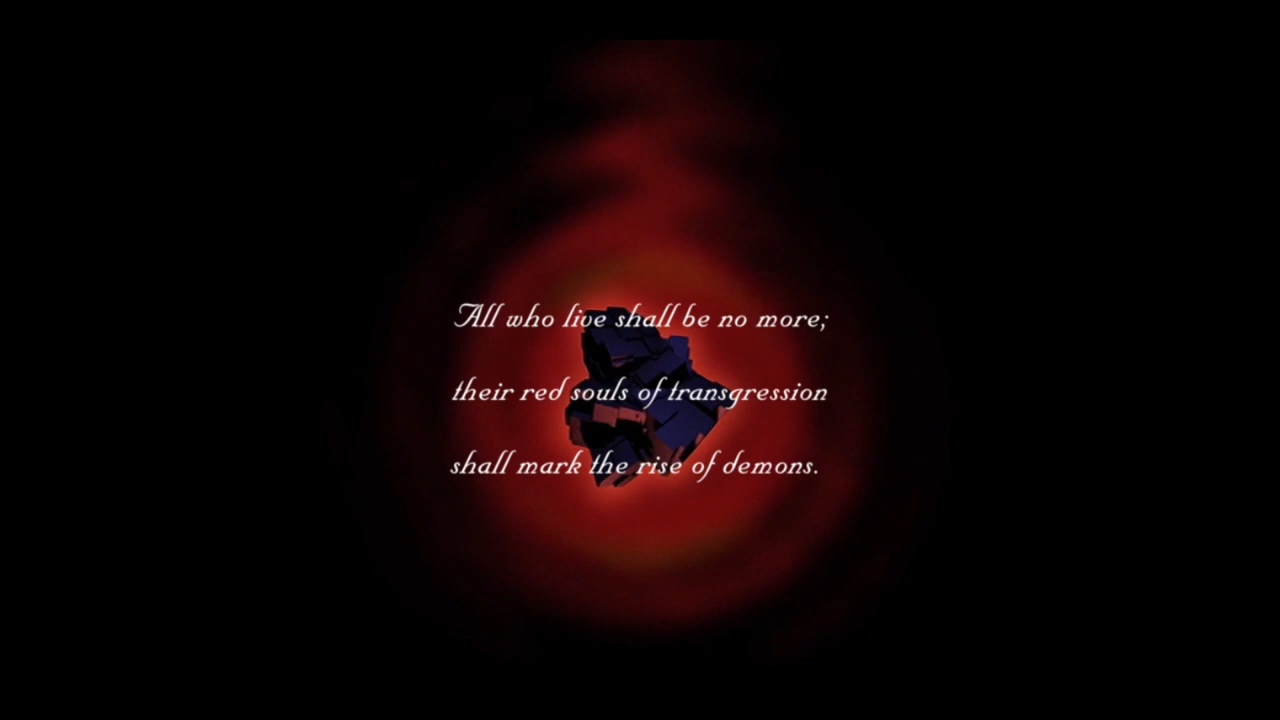 All who live shall be no more;
their red souls of transgression
shall mark the rise of demons.